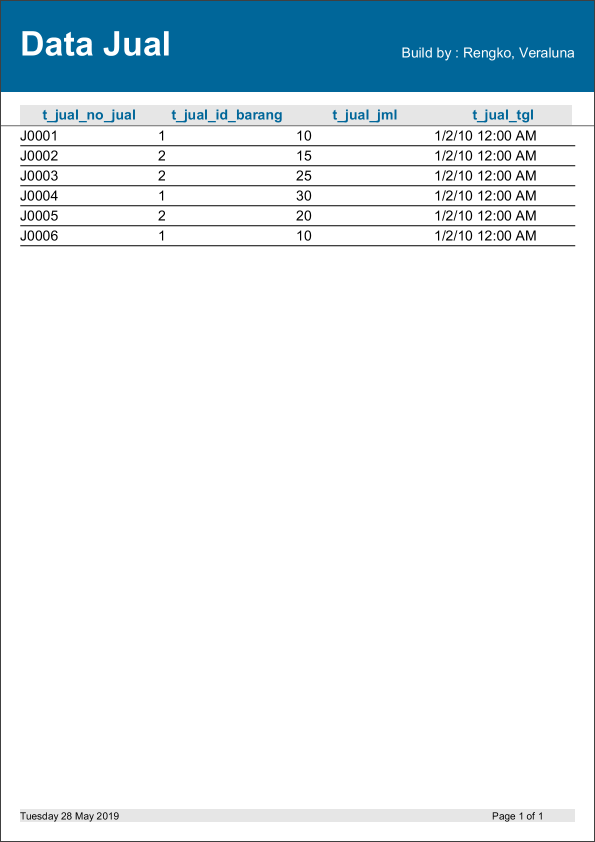 Data Jual
Build by : Rengko, Veraluna
t_jual_no_jual t_jual_id_barang t_jual_jml t_jual_tgl
J0001 1 10 1/2/10 12:00 AM
J0002 2 15 1/2/10 12:00 AM
J0003 2 25 1/2/10 12:00 AM
J0004 1 30 1/2/10 12:00 AM
J0005 2 20 1/2/10 12:00 AM
J0006 1 10 1/2/10 12:00 AM
Tuesday 28 May 2019 Page 1 of 1